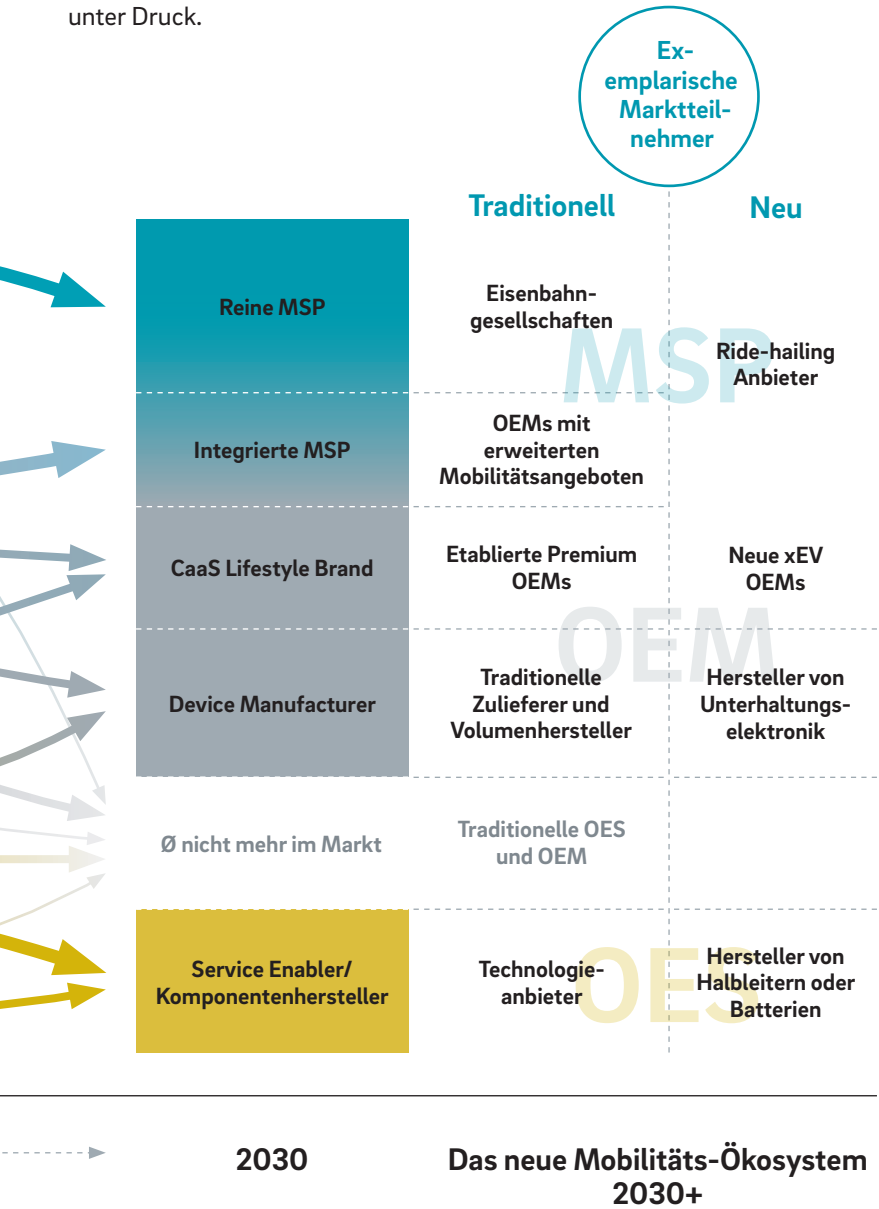 unter Druck.
Ex-
emplarische
Marktteil-
nehmer
Traditionell
Neu
Reine MSP
Eisenbahn-
gesellschaften
MSP
Ride-hailing
Anbieter
Integrierte MSP
OEMs mit
erweiterten
Mobilitätsangeboten
CaaS Lifestyle Brand
Etablierte Premium
OEMs
Neue xEV
OEMs
OEM
Device Manufacturer
Traditionelle
Zulieferer und
Volumenhersteller
Hersteller von
Unterhaltungs-
elektronik
Ø nicht mehr im Markt
Traditionelle OES
und OEM
Service Enabler/
Komponentenhersteller
Technologie-
anbieter
OES
Hersteller von
Halbleitern oder
Batterien
2030
Das neue Mobilitäts-Ökosystem
2030+